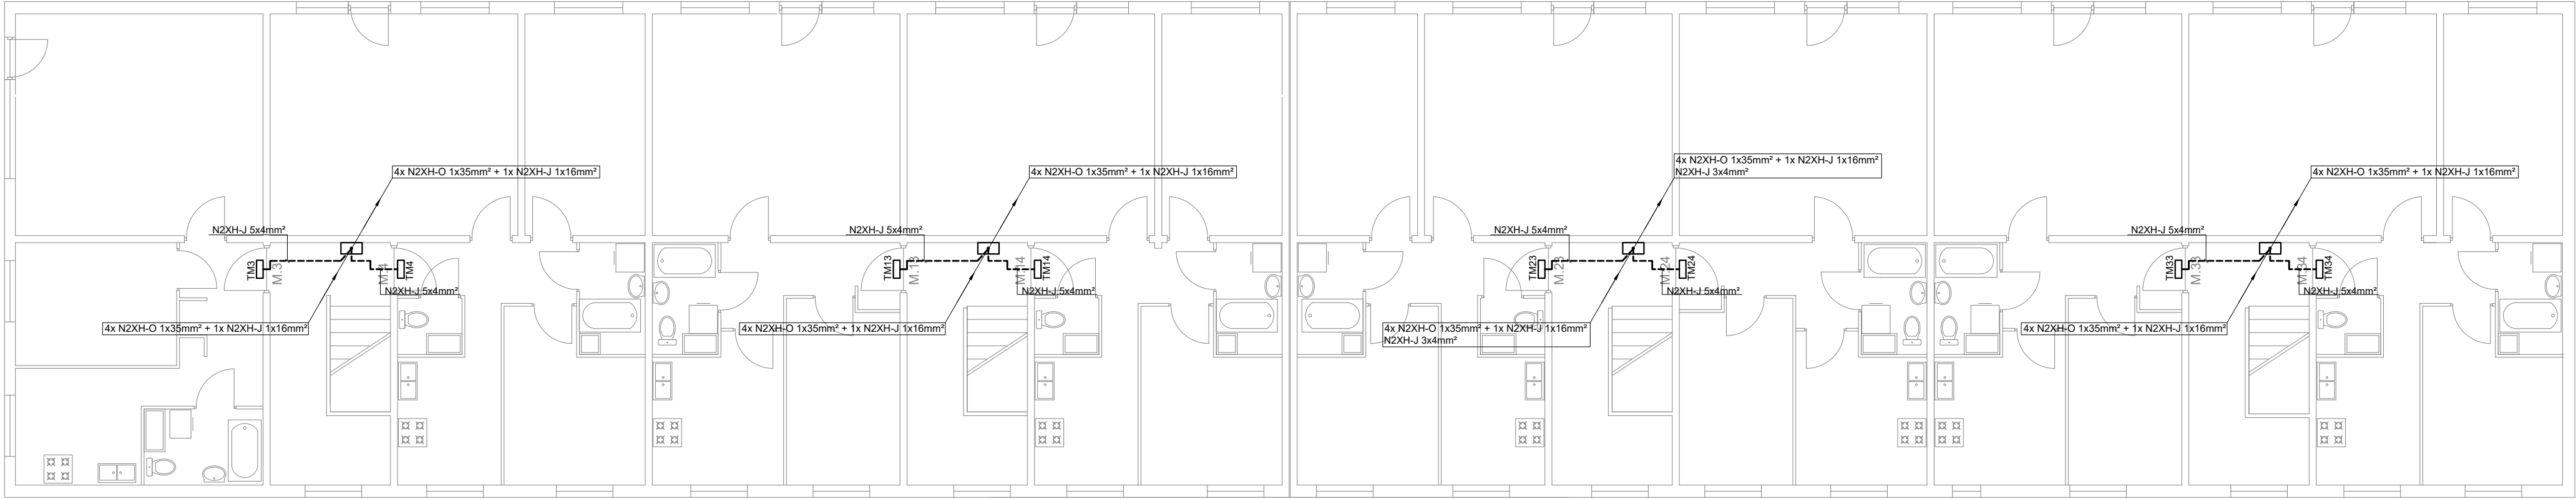 4x N2XH-O 1x35mm² + 1x N2XH-J 1x16mm²
N2XH-J 5x4mm²
TM3
M.3
M.4
TM4
N2XH-J 5x4mm²
4x N2XH-O 1x35mm² + 1x N2XH-J 1x16mm²
4x N2XH-O 1x35mm² + 1x N2XH-J 1x16mm²
N2XH-J 5x4mm²
TM13
M.13
M.14
TM14
N2XH-J 5x4mm²
4x N2XH-O 1x35mm² + 1x N2XH-J 1x16mm²
4x N2XH-O 1x35mm² + 1x N2XH-J 1x16mm²
N2XH-J 3x4mm²
N2XH-J 5x4mm²
TM23
M.23
M.24
TM24
N2XH-J 5x4mm²
4x N2XH-O 1x35mm² + 1x N2XH-J 1x16mm²
N2XH-J 3x4mm²
4x N2XH-O 1x35mm² + 1x N2XH-J 1x16mm²
N2XH-J 5x4mm²
TM33
M.33
M.34
TM34
N2XH-J 5x4mm²
4x N2XH-O 1x35mm² + 1x N2XH-J 1x16mm²